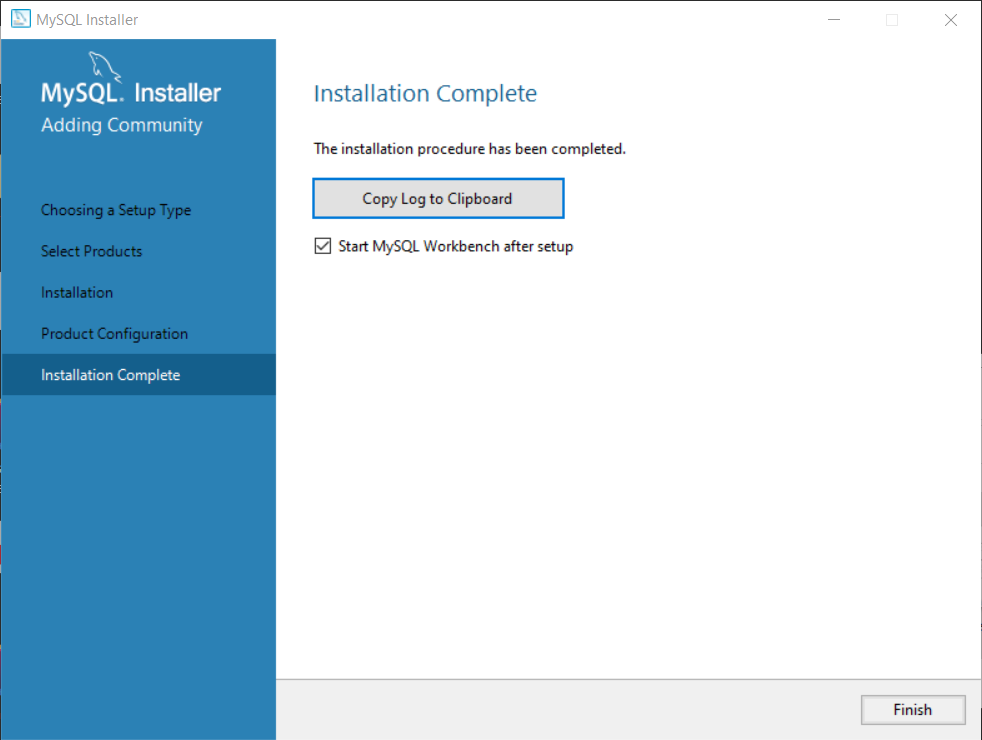 MySQL Installer
MySQL. Installer
Adding Community
Choosing a Setup Type
Select Products
Installation
Product Configuration
Installation Complete
Installation Complete
The installation procedure has been completed.
Copy Log to Clipboard
Start MySQL Workbench after setup
Finish